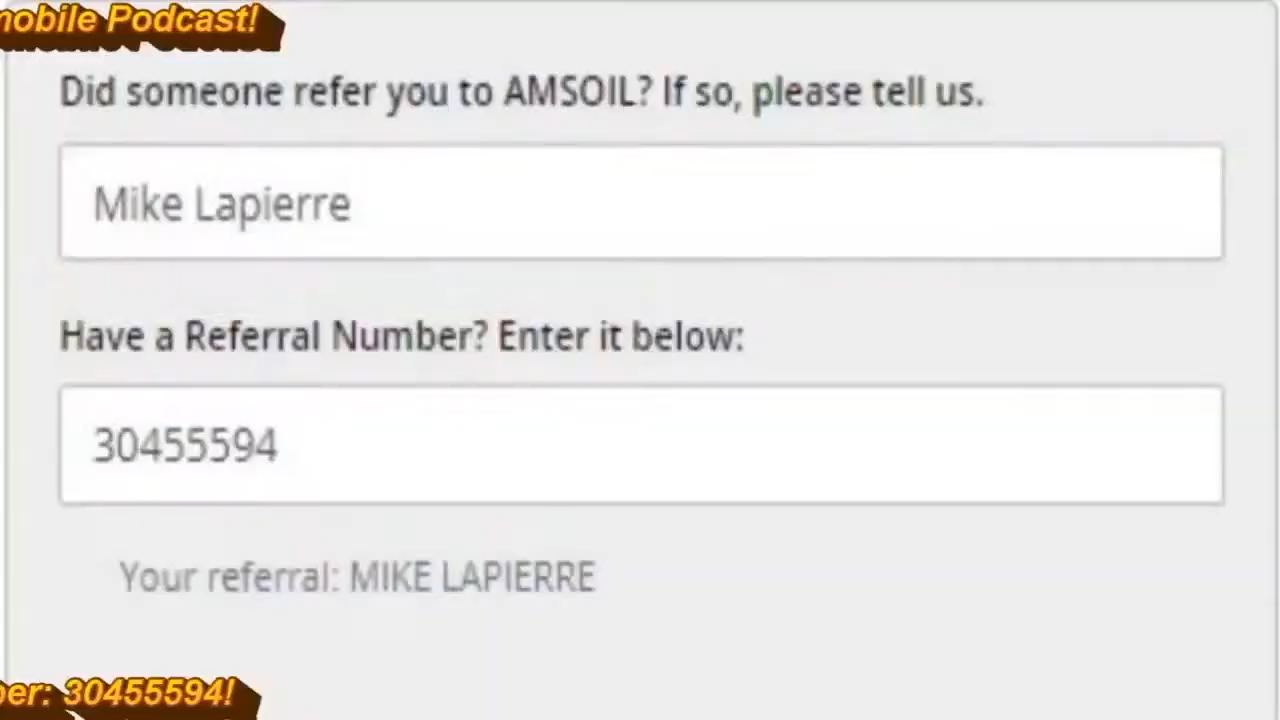 mobile Podcast!
Did someone refer you to AMSOIL? If so, please tell us.
Mike Lapierre
Have a Referral Number? Enter it below:
30455594
Your referral: MIKE LAPIERRE
ber: 30455594!